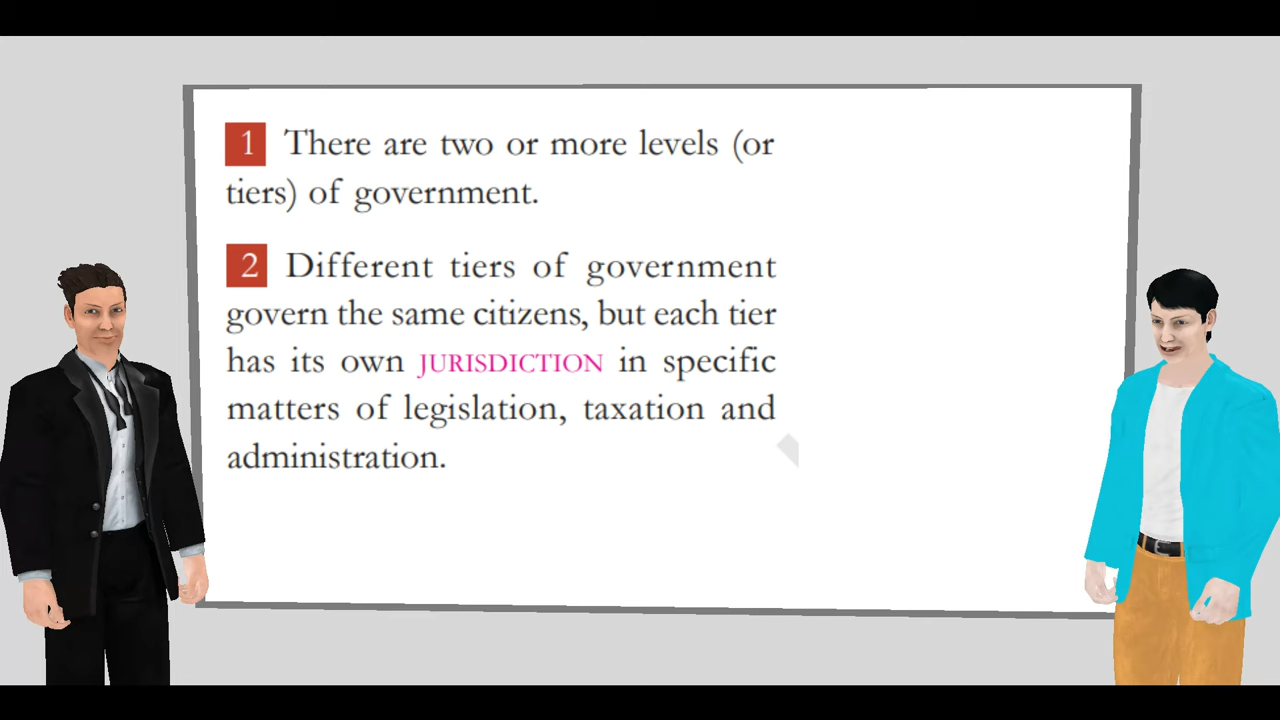 1 There are two or more levels (or
tiers) of government.
2 Different tiers of government
govern the same citizens, but each tier
has its own JURISDICTION in specific
matters of legislation, taxation and
administration.